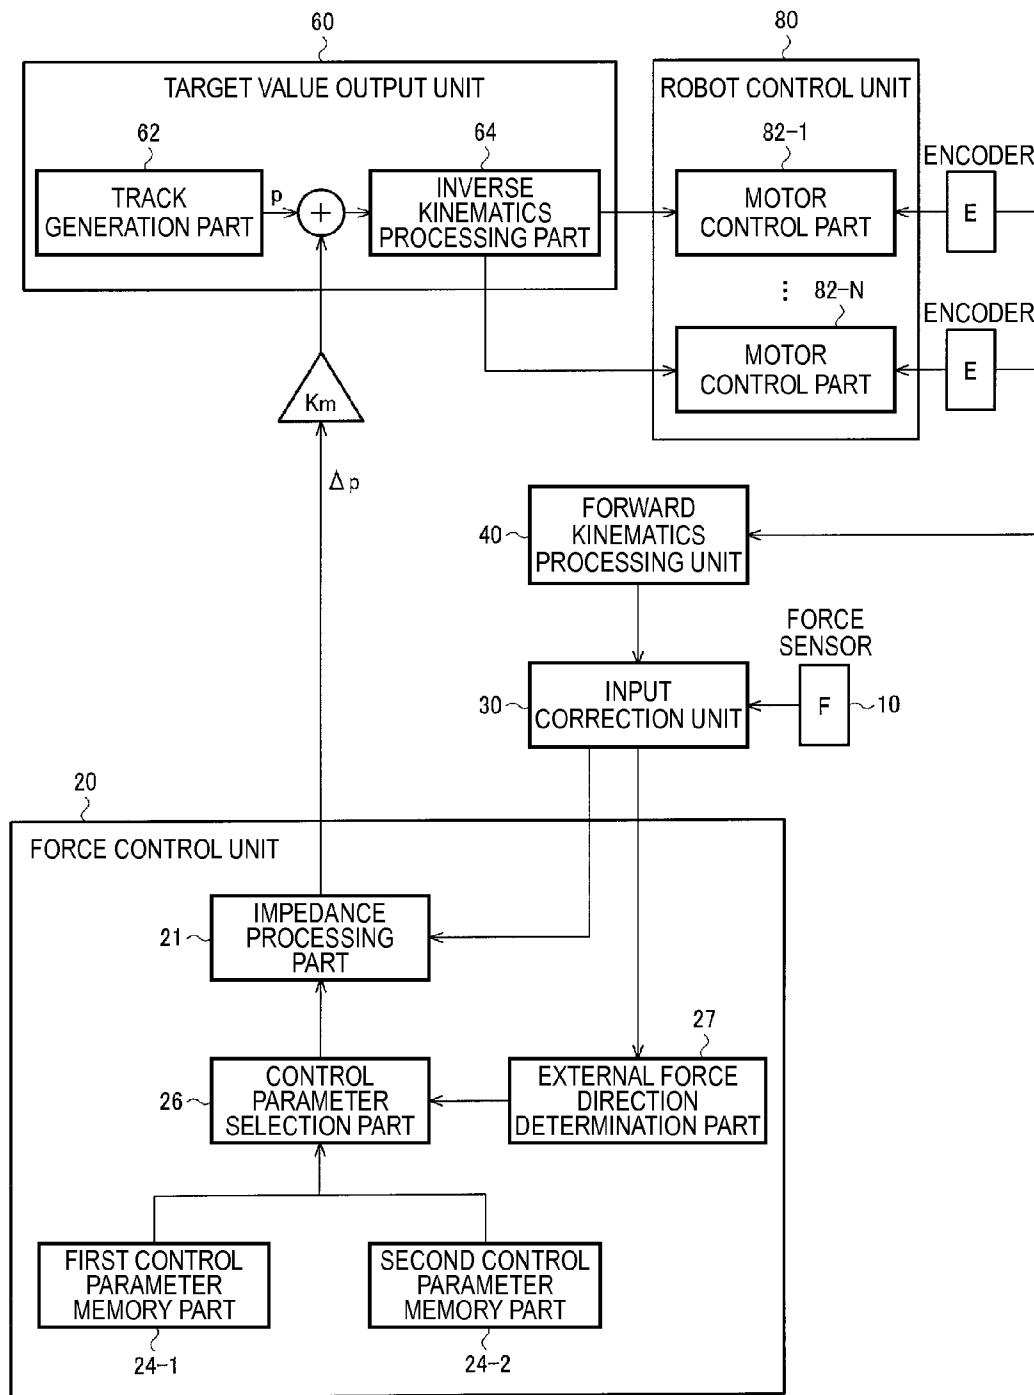 60
80
TARGET VALUE OUTPUT UNIT
ROBOT CONTROL UNIT
62
64
82-1
ENCODER
TRACK
GENERATION PART
p
+
INVERSE
KINEMATICS
PROCESSING PART
MOTOR
CONTROL PART
E
⋮
82-N
ENCODER
MOTOR
CONTROL PART
E
Km
Δp
FORWARD
KINEMATICS
PROCESSING UNIT
40
FORCE
SENSOR
INPUT
CORRECTION UNIT
30
F
10
20
FORCE CONTROL UNIT
IMPEDANCE
PROCESSING
PART
21
27
CONTROL
PARAMETER
SELECTION PART
26
EXTERNAL FORCE
DIRECTION
DETERMINATION PART
FIRST CONTROL
PARAMETER
MEMORY PART
SECOND CONTROL
PARAMETER
MEMORY PART
24-1
24-2